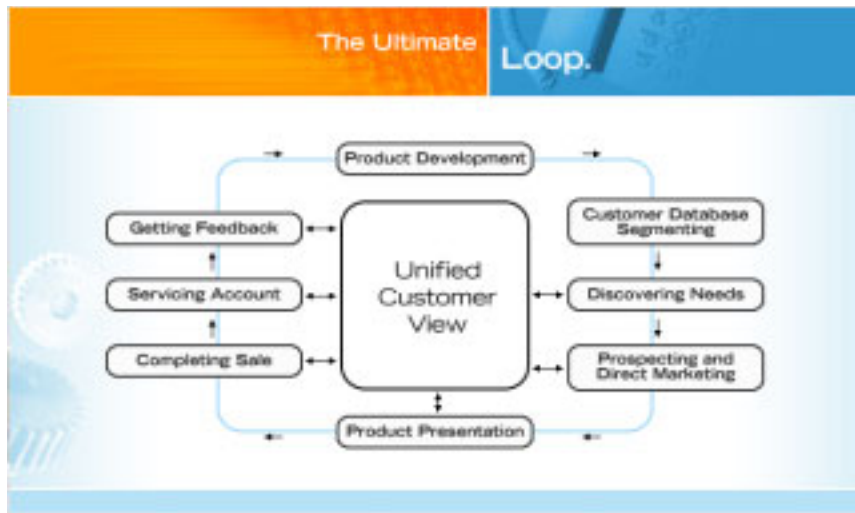 The Ultimate
Loop.
Product Development
Getting Feedback
Servicing Account
Completing Sale
Unified
Customer
View
Customer Database
Segmenting
Discovering Needs
Prospecting and
Direct Marketing
Product Presentation